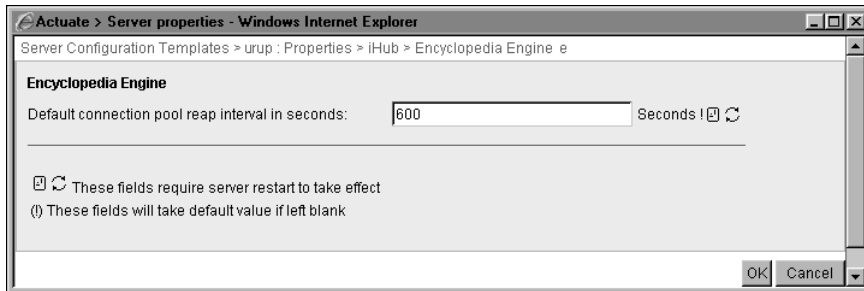 Actuate > Server properties - Windows Internet Explorer
Server Configuration Templates > urup : Properties > iHub > Encyclopedia Engine e
Encyclopedia Engine
Default connection pool reap interval in seconds: 600 Seconds !
These fields require server restart to take effect
(!) These fields will take default value if left blank
OK Cancel